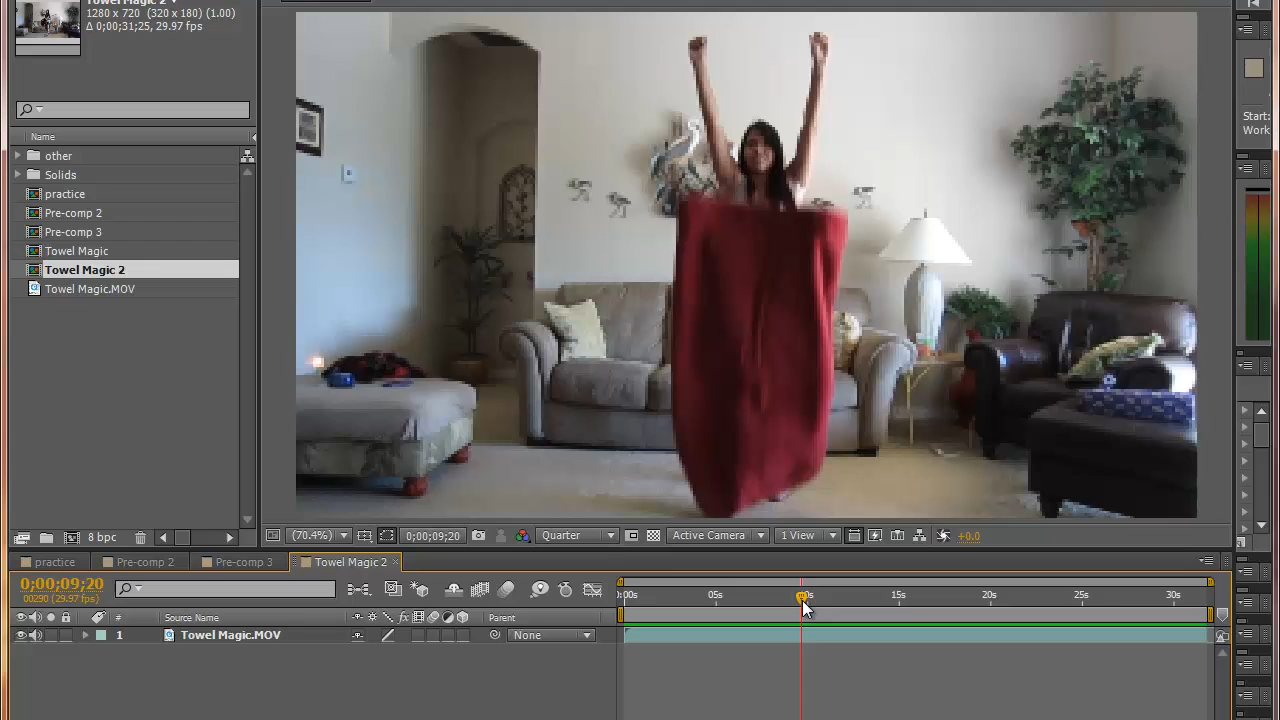 Towel Magic 2
1280 x 720 (320 x 180) (1.00)
Δ 0;00;31;25, 29.97 fps
Name
other
Solids
practice
Pre-comp 2
Pre-comp 3
Towel Magic
Towel Magic 2
Towel Magic.MOV
8 bpc
(70.4%)
0;00;09;20
Quarter
Active Camera
1 View
+0.0
Start:
Work
practice
Pre-comp 2
Pre-comp 3
Towel Magic 2
0;00;09;20
00290 (29.97 fps)
Source Name
Parent
1
Towel Magic.MOV
None
05s
15s
20s
25s
30s